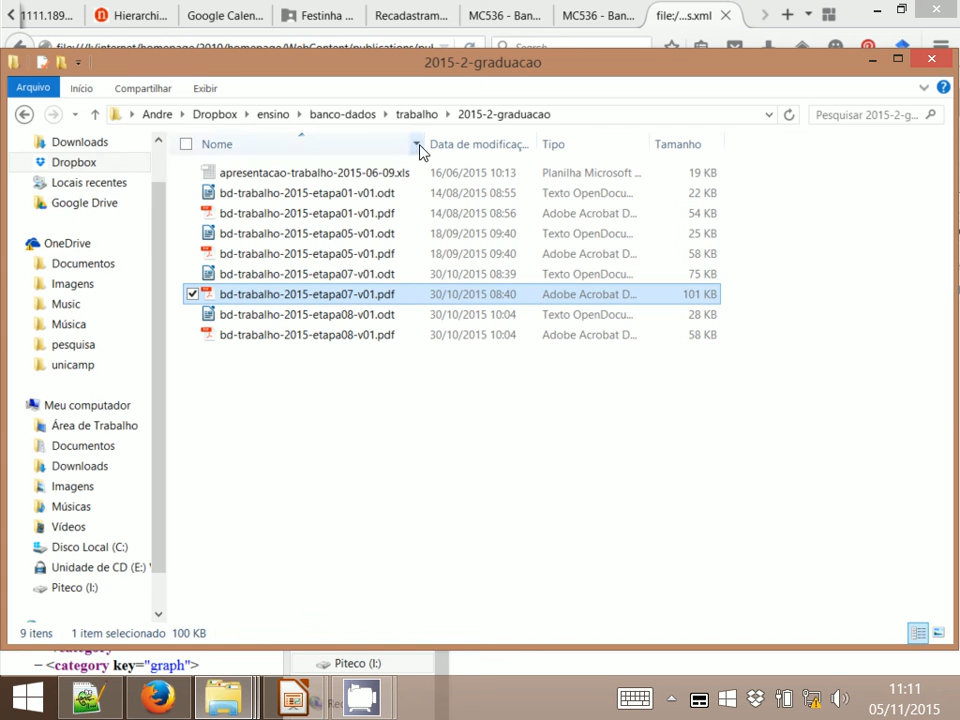 1111.189...
Hierarchi...
Google Calen...
Festinha ...
Recadastram...
MC536 - Ban...
MC536 - Ban...
file:/...s.xml
2015-2-graduacao
Arquivo
Início
Compartilhar
Exibir
Andre
Dropbox
ensino
banco-dados
trabalho
2015-2-graduacao
Pesquisar 2015-2-g...
Nome
Data de modificaç...
Tipo
Tamanho
apresentacao-trabalho-2015-06-09.xls 16/06/2015 10:13 Planilha Microsoft ... 19 KB
bd-trabalho-2015-etapa01-v01.odt 14/08/2015 08:55 Texto OpenDocu... 22 KB
bd-trabalho-2015-etapa01-v01.pdf 14/08/2015 08:56 Adobe Acrobat D... 54 KB
bd-trabalho-2015-etapa05-v01.odt 18/09/2015 09:40 Texto OpenDocu... 25 KB
bd-trabalho-2015-etapa05-v01.pdf 18/09/2015 09:40 Adobe Acrobat D... 58 KB
bd-trabalho-2015-etapa07-v01.odt 30/10/2015 08:39 Texto OpenDocu... 75 KB
bd-trabalho-2015-etapa07-v01.pdf 30/10/2015 08:40 Adobe Acrobat D... 101 KB
bd-trabalho-2015-etapa08-v01.odt 30/10/2015 10:04 Texto OpenDocu... 28 KB
bd-trabalho-2015-etapa08-v01.pdf 30/10/2015 10:04 Adobe Acrobat D... 58 KB
Downloads
Dropbox
Locais recentes
Google Drive
OneDrive
Documentos
Imagens
Music
Música
pesquisa
unicamp
Meu computador
Área de Trabalho
Documentos
Downloads
Imagens
Músicas
Vídeos
Disco Local (C:)
Unidade de CD (E:)
Piteco (I:)
9 itens
1 item selecionado 100 KB
− <category key="graph">
Piteco (I:)
11:11
05/11/2015